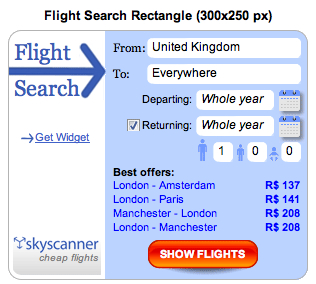 Flight Search Rectangle (300x250 px)
Flight
Search
Get Widget
skyscanner
cheap flights
From: United Kingdom
To: Everywhere
Departing: Whole year
Returning: Whole year
1 0 0
Best offers:
London - Amsterdam R$ 137
London - Paris R$ 141
Manchester - London R$ 208
London - Manchester R$ 208
SHOW FLIGHTS